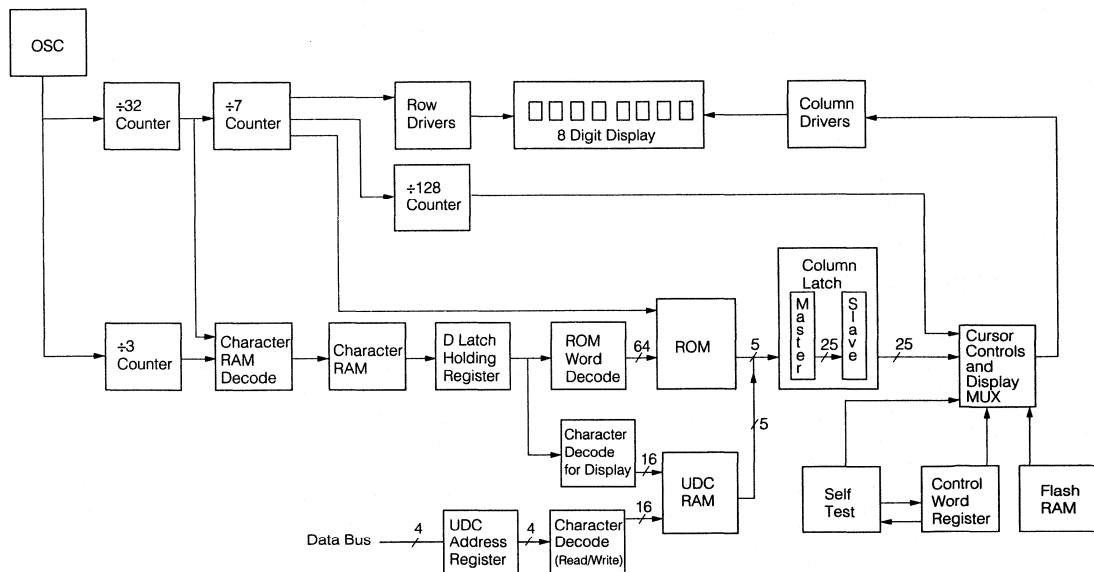 OSC
÷32
Counter
÷7
Counter
Row
Drivers
8 Digit Display
Column
Drivers
÷128
Counter
Column
Latch
Master
Slave
÷3
Counter
Character
RAM
Decode
Character
RAM
D Latch
Holding
Register
ROM
Word
Decode
64
ROM
5
25
25
Cursor
Controls
and
Display
MUX
5
Character
Decode
for Display
16
UDC
RAM
Self
Test
Control
Word
Register
Flash
RAM
Data Bus
4
UDC
Address
Register
4
Character
Decode
(Read/Write)
16